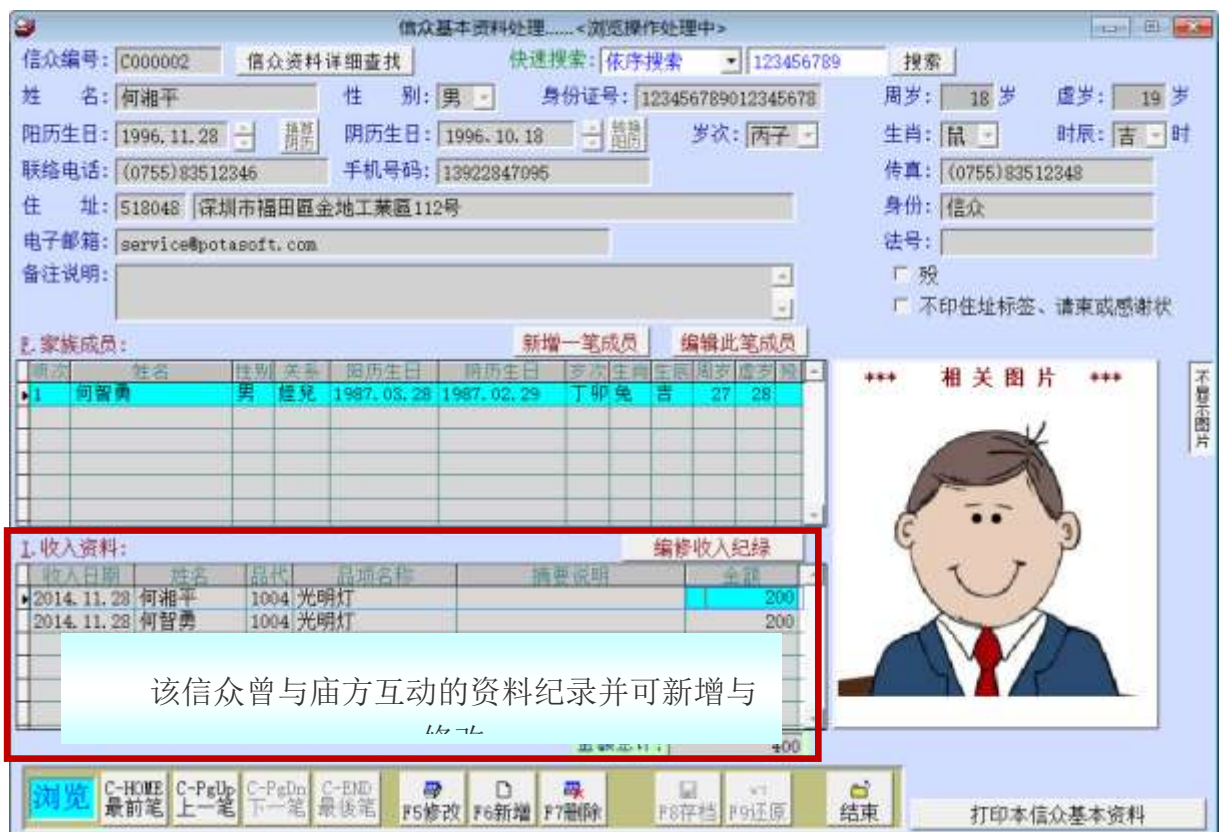 信众基本资料处理......<浏览操作处理中>
信众编号: C000002 信众资料详细查找 快速搜索: 依序搜索 123456789 搜索
姓 名: 何湘平 性 别: 男 身份证号: 123456789012345678 周岁: 18 岁 虚岁: 19 岁
阳历生日: 1996.11.28 阴历生日: 1996.10.18 岁次: 丙子 生肖: 鼠 时辰: 吉 时
联络电话: (0755)83512346 手机号码: 13922847095 传真: (0755)83512348
住 址: 518048 深圳市福田區金地工業區112号 身份: 信众
电子邮箱: service@potasoft.com 法号:
备注说明: 殁
不印住址标签、请柬或感谢状
P.家族成员: 新增一笔成员 编辑此笔成员
顺次 姓名 性别 关系 阳历生日 阴历生日 岁次 生肖 生辰 周岁 虚岁 殁
1 何智勇 男 姪兒 1987.03.28 1987.02.29 丁卯 兔 吉 27 28
*** 相关图片 ***
不显示图片
I.收入资料: 编修收入纪绿
收入日期 姓名 品代 品项名称 摘要说明 金额
2014.11.28 何湘平 1004 光明灯 200
2014.11.28 何智勇 1004 光明灯 200
该信众曾与庙方互动的资料纪录并可新增与
400
浏览 C-HOME 最前笔 C-PgUp 上一笔 C-PgDn 下一笔 C-END 最後笔 F5修改 F6新增 F7删除 F8存档 F9还原 结束 打印本信众基本资料